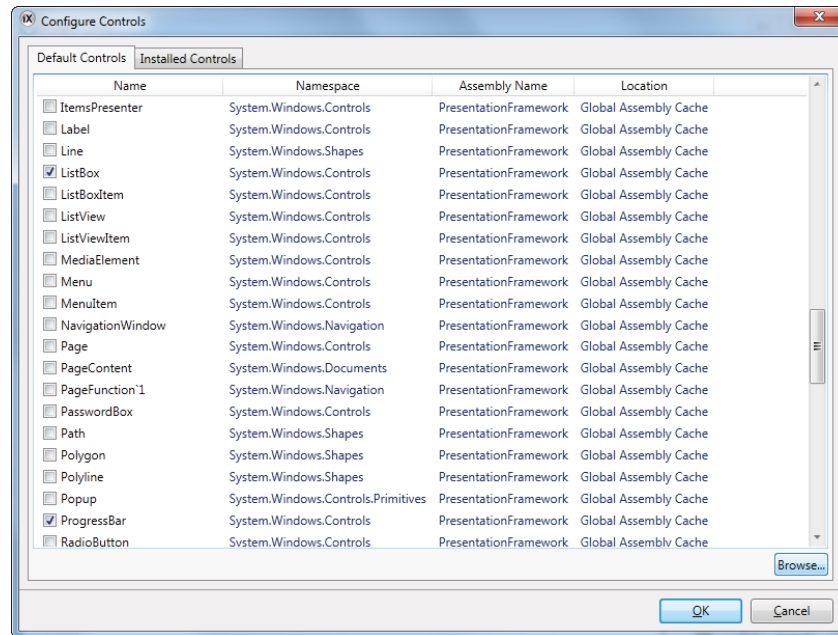 iX Configure Controls
Default Controls Installed Controls
Name Namespace Assembly Name Location
ItemsPresenter System.Windows.Controls PresentationFramework Global Assembly Cache
Label System.Windows.Controls PresentationFramework Global Assembly Cache
Line System.Windows.Shapes PresentationFramework Global Assembly Cache
ListBox System.Windows.Controls PresentationFramework Global Assembly Cache
ListBoxItem System.Windows.Controls PresentationFramework Global Assembly Cache
ListView System.Windows.Controls PresentationFramework Global Assembly Cache
ListViewItem System.Windows.Controls PresentationFramework Global Assembly Cache
MediaElement System.Windows.Controls PresentationFramework Global Assembly Cache
Menu System.Windows.Controls PresentationFramework Global Assembly Cache
MenuItem System.Windows.Controls PresentationFramework Global Assembly Cache
NavigationWindow System.Windows.Navigation PresentationFramework Global Assembly Cache
Page System.Windows.Controls PresentationFramework Global Assembly Cache
PageContent System.Windows.Documents PresentationFramework Global Assembly Cache
PageFunction`1 System.Windows.Navigation PresentationFramework Global Assembly Cache
PasswordBox System.Windows.Controls PresentationFramework Global Assembly Cache
Path System.Windows.Shapes PresentationFramework Global Assembly Cache
Polygon System.Windows.Shapes PresentationFramework Global Assembly Cache
Polyline System.Windows.Shapes PresentationFramework Global Assembly Cache
Popup System.Windows.Controls.Primitives PresentationFramework Global Assembly Cache
ProgressBar System.Windows.Controls PresentationFramework Global Assembly Cache
RadioButton System.Windows.Controls PresentationFramework Global Assembly Cache
Browse...
OK Cancel